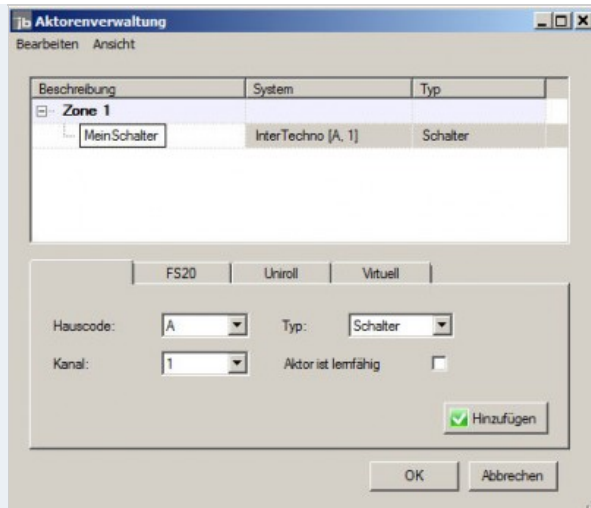 jb Aktorenverwaltung
Bearbeiten Ansicht
Beschreibung System Typ
Zone 1
MeinSchalter InterTechno [A, 1] Schalter
FS20 Uniroll Virtuell
Hauscode: A Typ: Schalter
Kanal: 1 Aktor ist lernfähig
Hinzufügen
OK Abbrechen